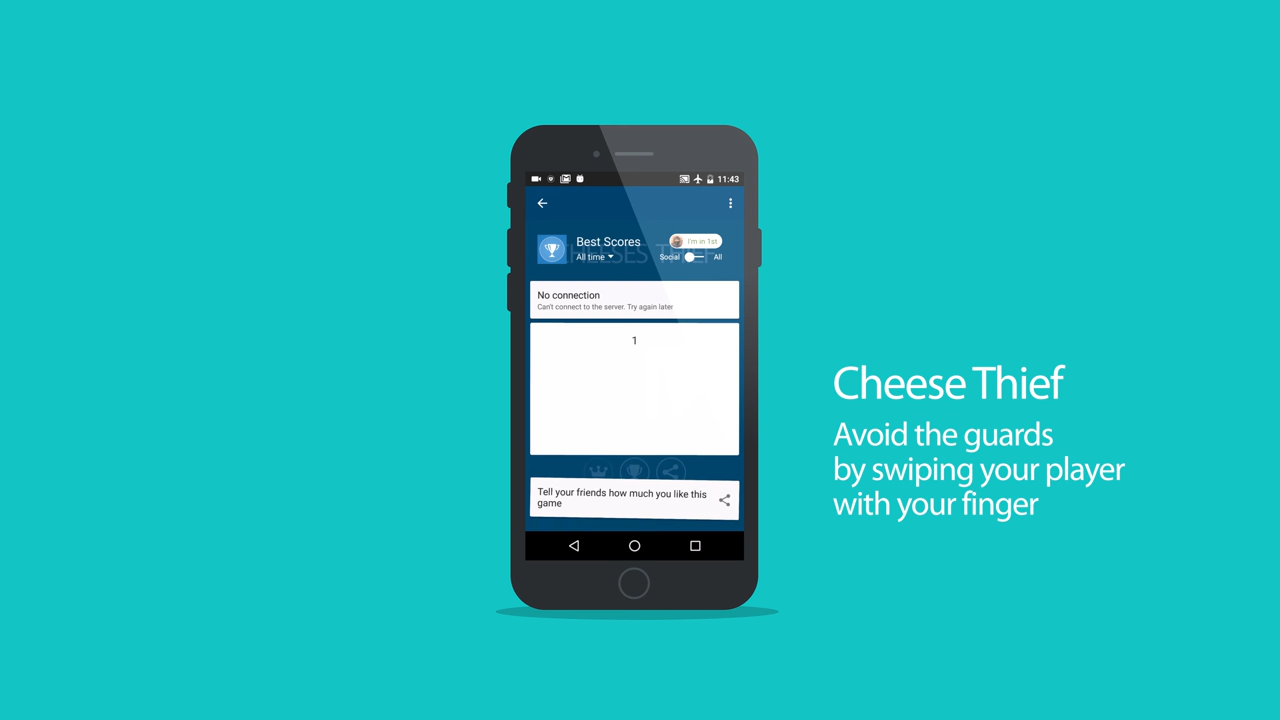 11:43
Best Scores
I'm in 1st
All time
Social
All
CHEESES THIEF
No connection
Can't connect to the server. Try again later
1
Tell your friends how much you like this
game
Cheese Thief
Avoid the guards
by swiping your player
with your finger